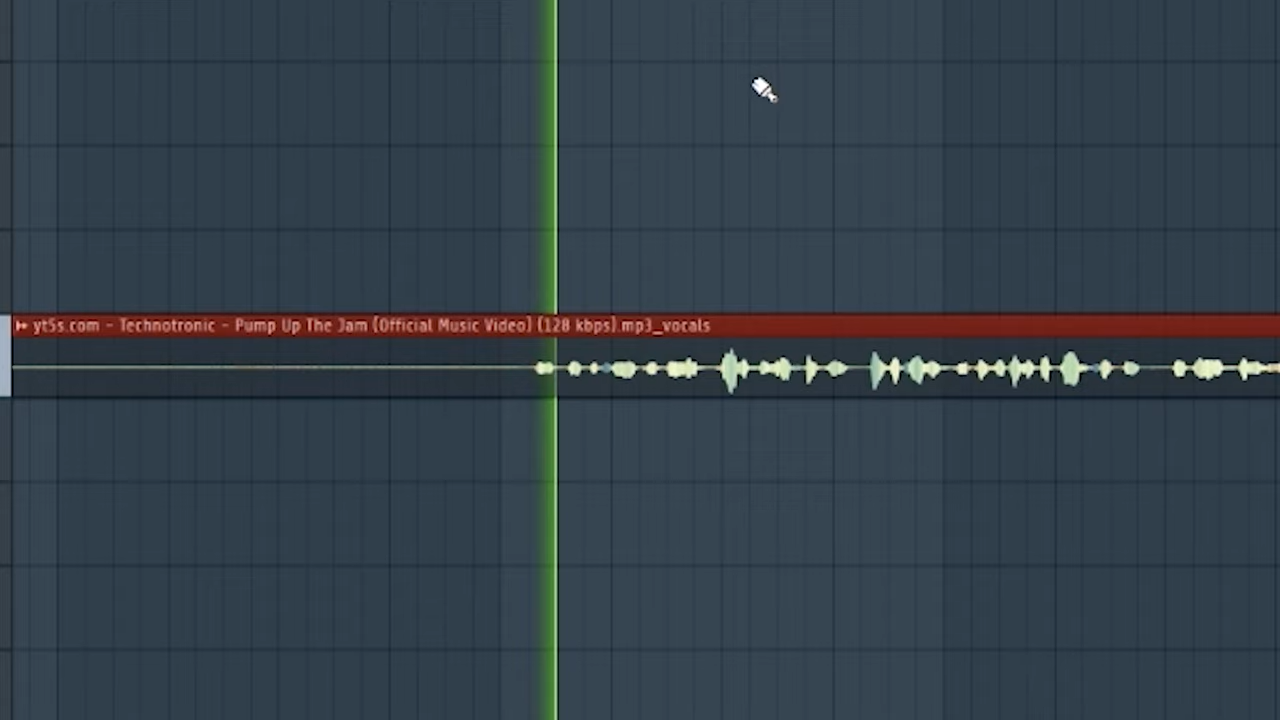 yt5s.com - Technotronic - Pump Up The Jam (Official Music Video) (128 kbps).mp3_vocals